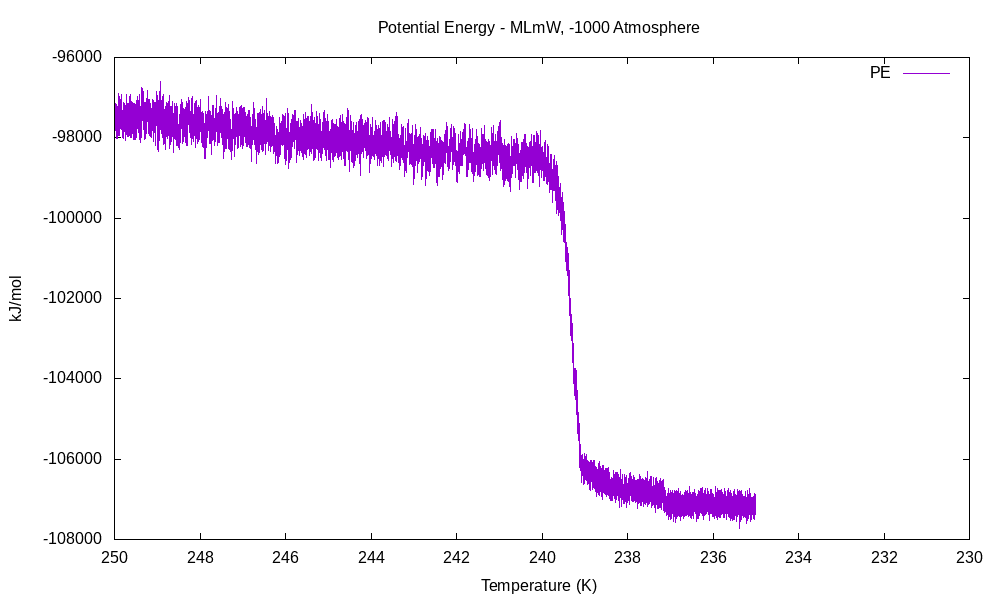 Potential Energy - MLmW, -1000 Atmosphere
PE
-96000
-98000
-100000
-102000
-104000
-106000
-108000
kJ/mol
250 248 246 244 242 240 238 236 234 232 230
Temperature (K)